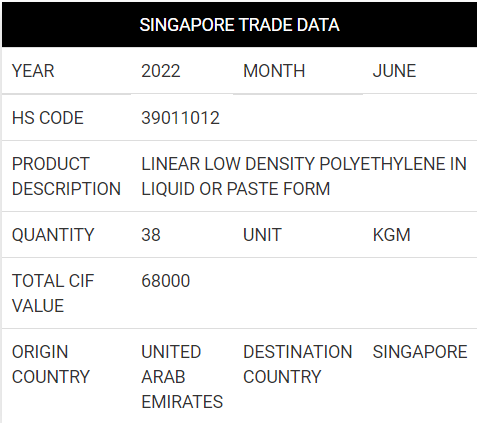 SINGAPORE TRADE DATA
YEAR 2022 MONTH JUNE
HS CODE 39011012
PRODUCT DESCRIPTION LINEAR LOW DENSITY POLYETHYLENE IN LIQUID OR PASTE FORM
QUANTITY 38 UNIT KGM
TOTAL CIF VALUE 68000
ORIGIN COUNTRY UNITED ARAB EMIRATES DESTINATION COUNTRY SINGAPORE